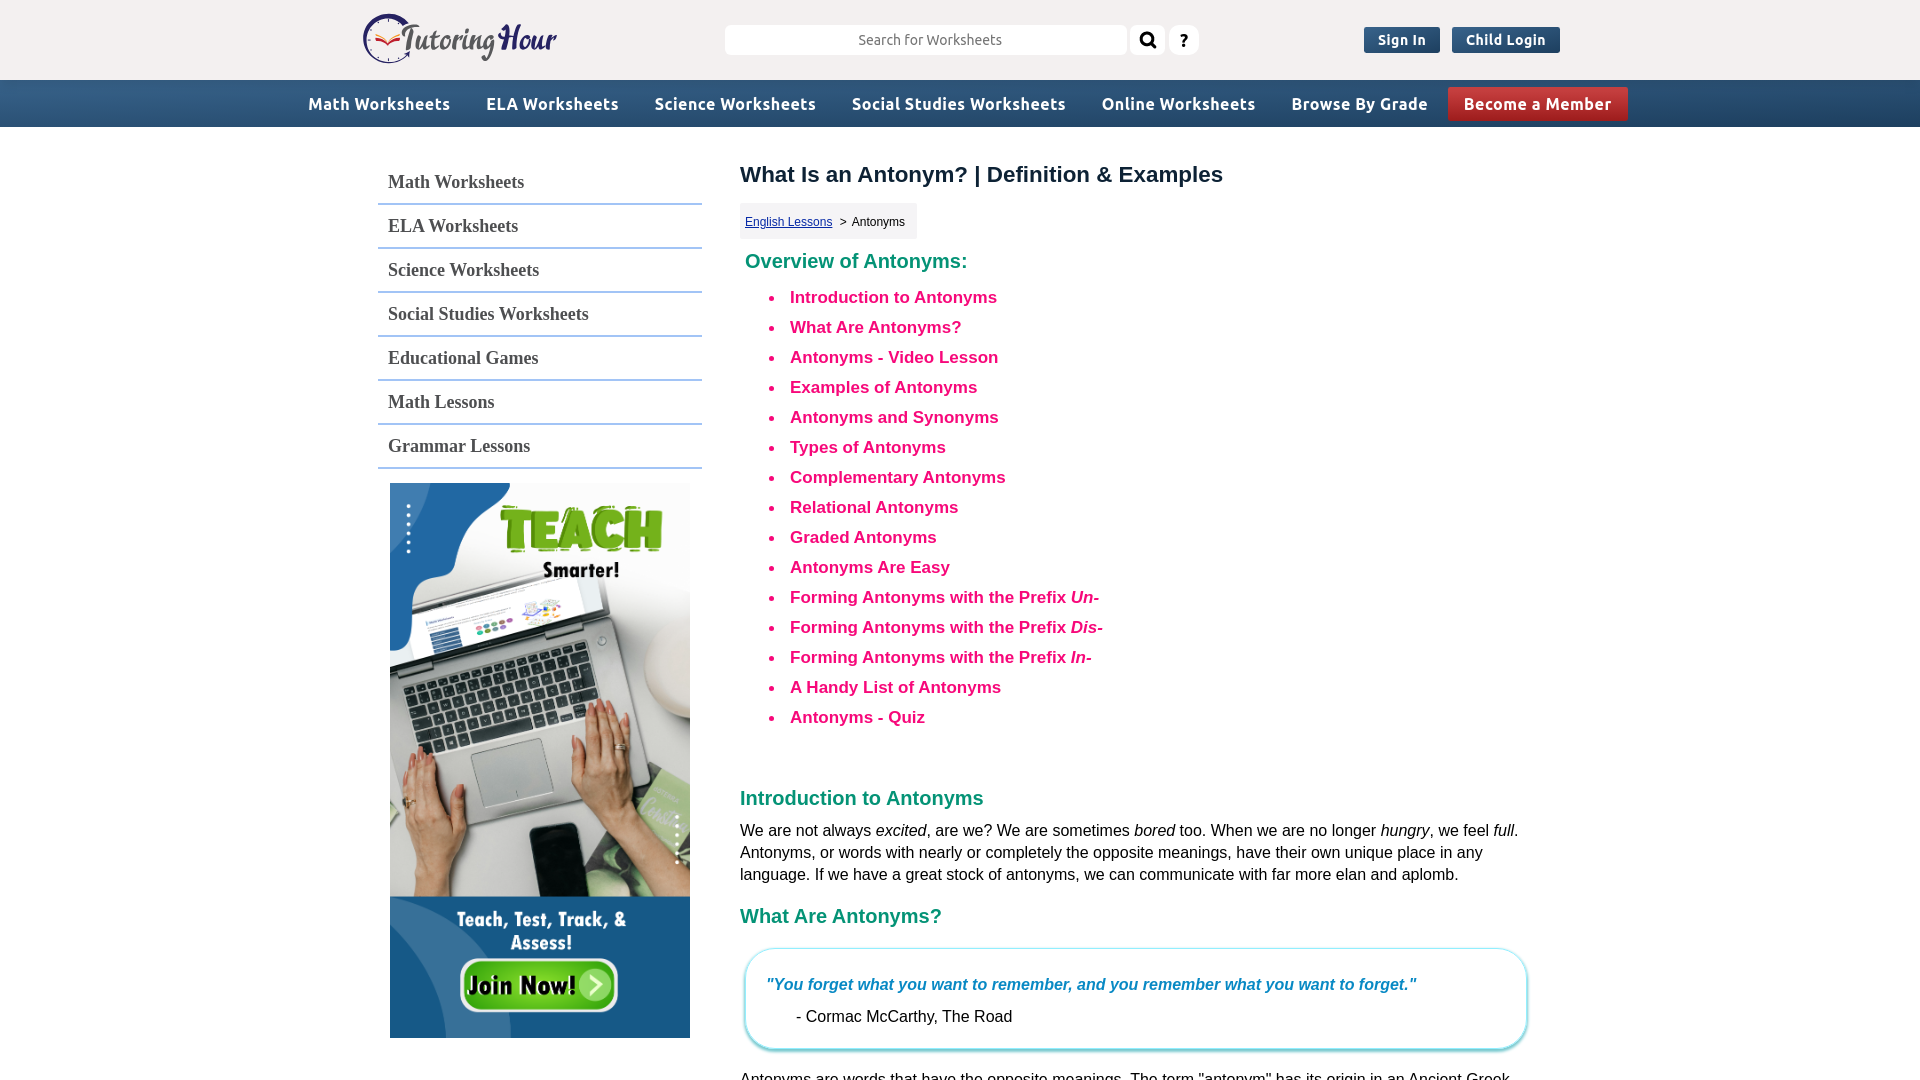 Tutoring Hour
Search for Worksheets
?
Sign In
Child Login
Math Worksheets
ELA Worksheets
Science Worksheets
Social Studies Worksheets
Online Worksheets
Browse By Grade
Become a Member
Math Worksheets
ELA Worksheets
Science Worksheets
Social Studies Worksheets
Educational Games
Math Lessons
Grammar Lessons
TEACH
Smarter!
Teach, Test, Track, &
Assess!
Join Now!
What Is an Antonym? | Definition & Examples
English Lessons > Antonyms
Overview of Antonyms:
Introduction to Antonyms
What Are Antonyms?
Antonyms - Video Lesson
Examples of Antonyms
Antonyms and Synonyms
Types of Antonyms
Complementary Antonyms
Relational Antonyms
Graded Antonyms
Antonyms Are Easy
Forming Antonyms with the Prefix Un-
Forming Antonyms with the Prefix Dis-
Forming Antonyms with the Prefix In-
A Handy List of Antonyms
Antonyms - Quiz
Introduction to Antonyms
We are not always excited, are we? We are sometimes bored too. When we are no longer hungry, we feel full.
Antonyms, or words with nearly or completely the opposite meanings, have their own unique place in any
language. If we have a great stock of antonyms, we can communicate with far more elan and aplomb.
What Are Antonyms?
"You forget what you want to remember, and you remember what you want to forget."
- Cormac McCarthy, The Road
Antonyms are words that have the opposite meanings. The term "antonym" has its origin in an Ancient Greek